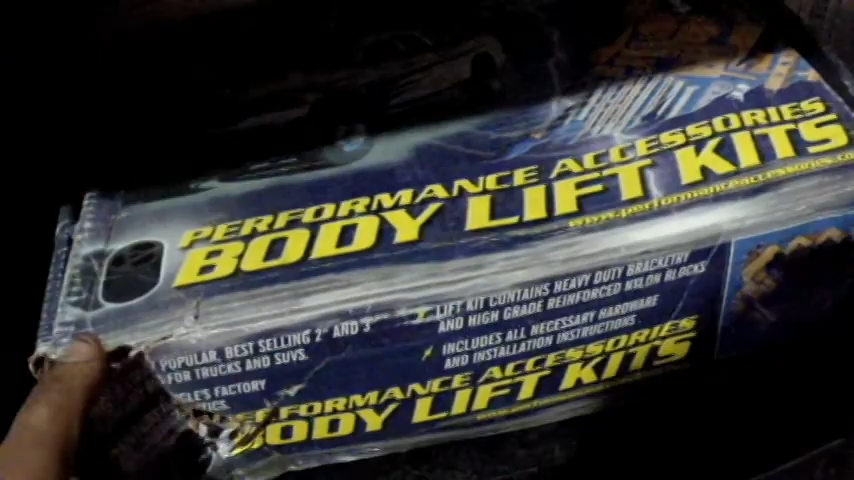 PERFORMANCE ACCESSORIES
BODY LIFT KITS
www.performanceaccessories.co
POPULAR, BEST SELLING 2" AND 3"
FOR TRUCKS AND SUVS.
CLE'S FACTORY
LIFT KIT CONTAINS HEAVY DUTY BRACKETRY
AND HIGH GRADE REINFORCED NYLON BLOCKS
INCLUDES ALL NECESSARY HARDWARE
AND INSTALLATION INSTRUCTIONS
PERFORMANCE ACCESSORIES
BODY LIFT KITS